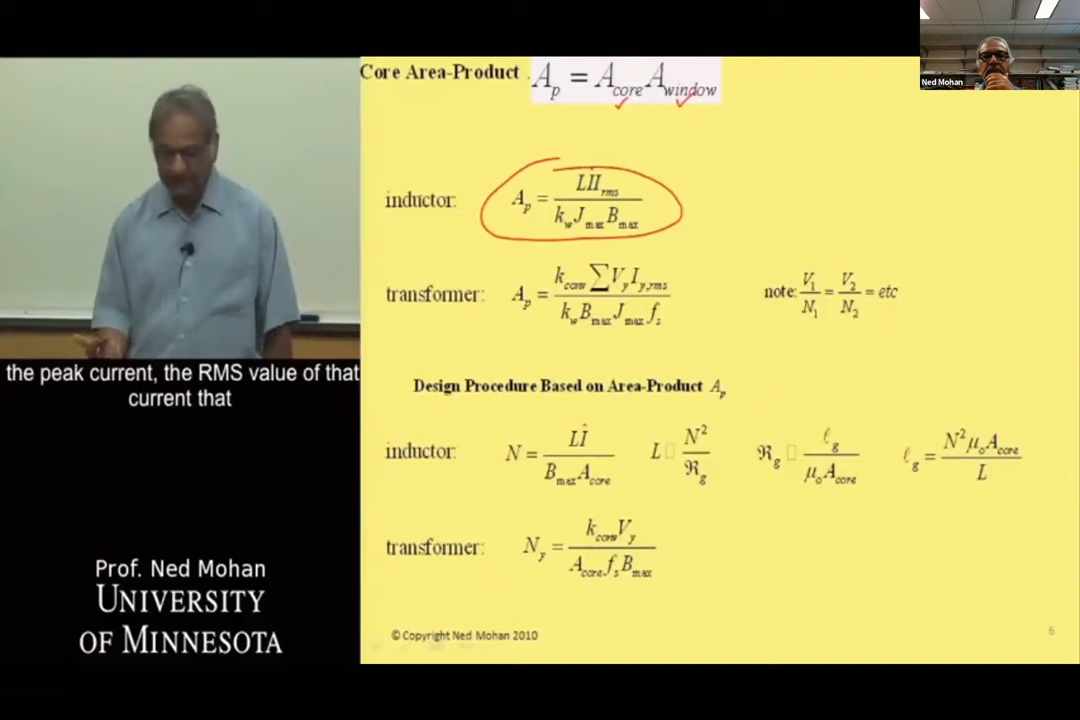 Ned Mohan
Core Area-Product . A_p = A_core A_window
inductor: A_p = L Î I_rms / k_w J_max B_max
transformer: A_p = k_conv ∑ V_y I_y,rms / k_w B_max J_max f_s note: V_1 / N_1 = V_2 / N_2 = etc
the peak current, the RMS value of that
current that
Design Procedure Based on Area-Product A_p
inductor: N = L Î / B_max A_core L □ N² / ℜ_g ℜ_g □ ℓ_g / μ_o A_core ℓ_g = N² μ_o A_core / L
transformer: N_y = k_conv V_y / A_core f_s B_max
Prof. Ned Mohan
UNIVERSITY
OF MINNESOTA
© Copyright Ned Mohan 2010
6